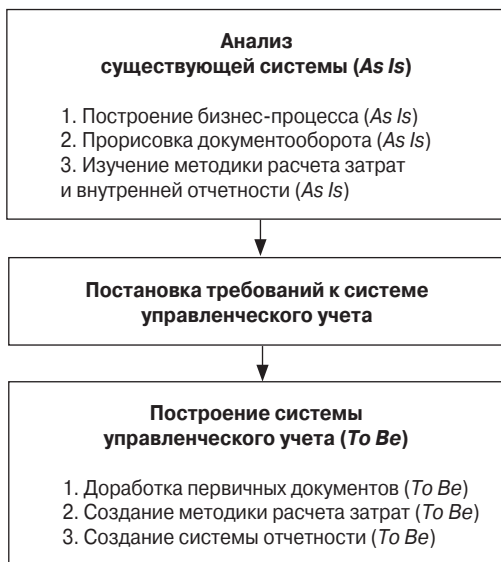 Анализ
существующей системы (As Is)
1. Построение бизнес-процесса (As Is)
2. Прорисовка документооборота (As Is)
3. Изучение методики расчета затрат
и внутренней отчетности (As Is)
Постановка требований к системе
управленческого учета
Построение системы
управленческого учета (To Be)
1. Доработка первичных документов (To Be)
2. Создание методики расчета затрат (To Be)
3. Создание системы отчетности (To Be)